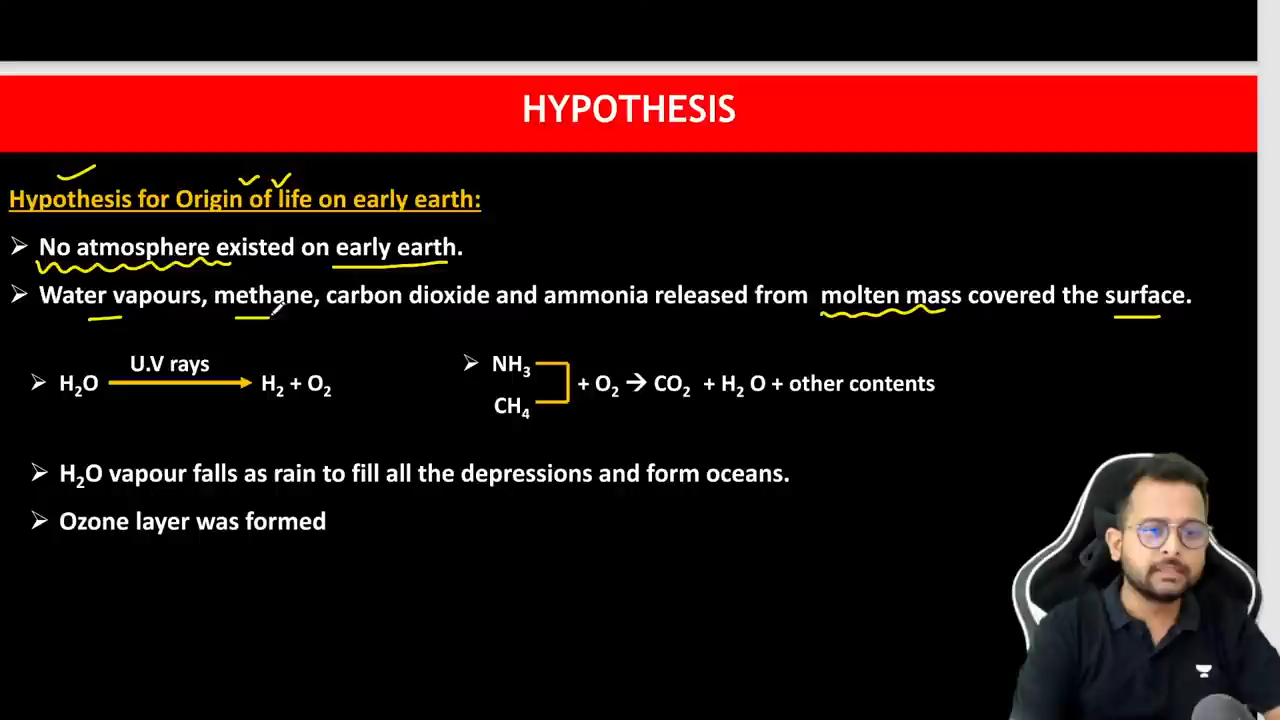 HYPOTHESIS
Hypothesis for Origin of life on early earth:
➢ No atmosphere existed on early earth.
➢ Water vapours, methane, carbon dioxide and ammonia released from molten mass covered the surface.
➢ H₂O U.V rays → H₂ + O₂
➢ NH₃
CH₄
+ O₂ → CO₂ + H₂ O + other contents
➢ H₂O vapour falls as rain to fill all the depressions and form oceans.
➢ Ozone layer was formed